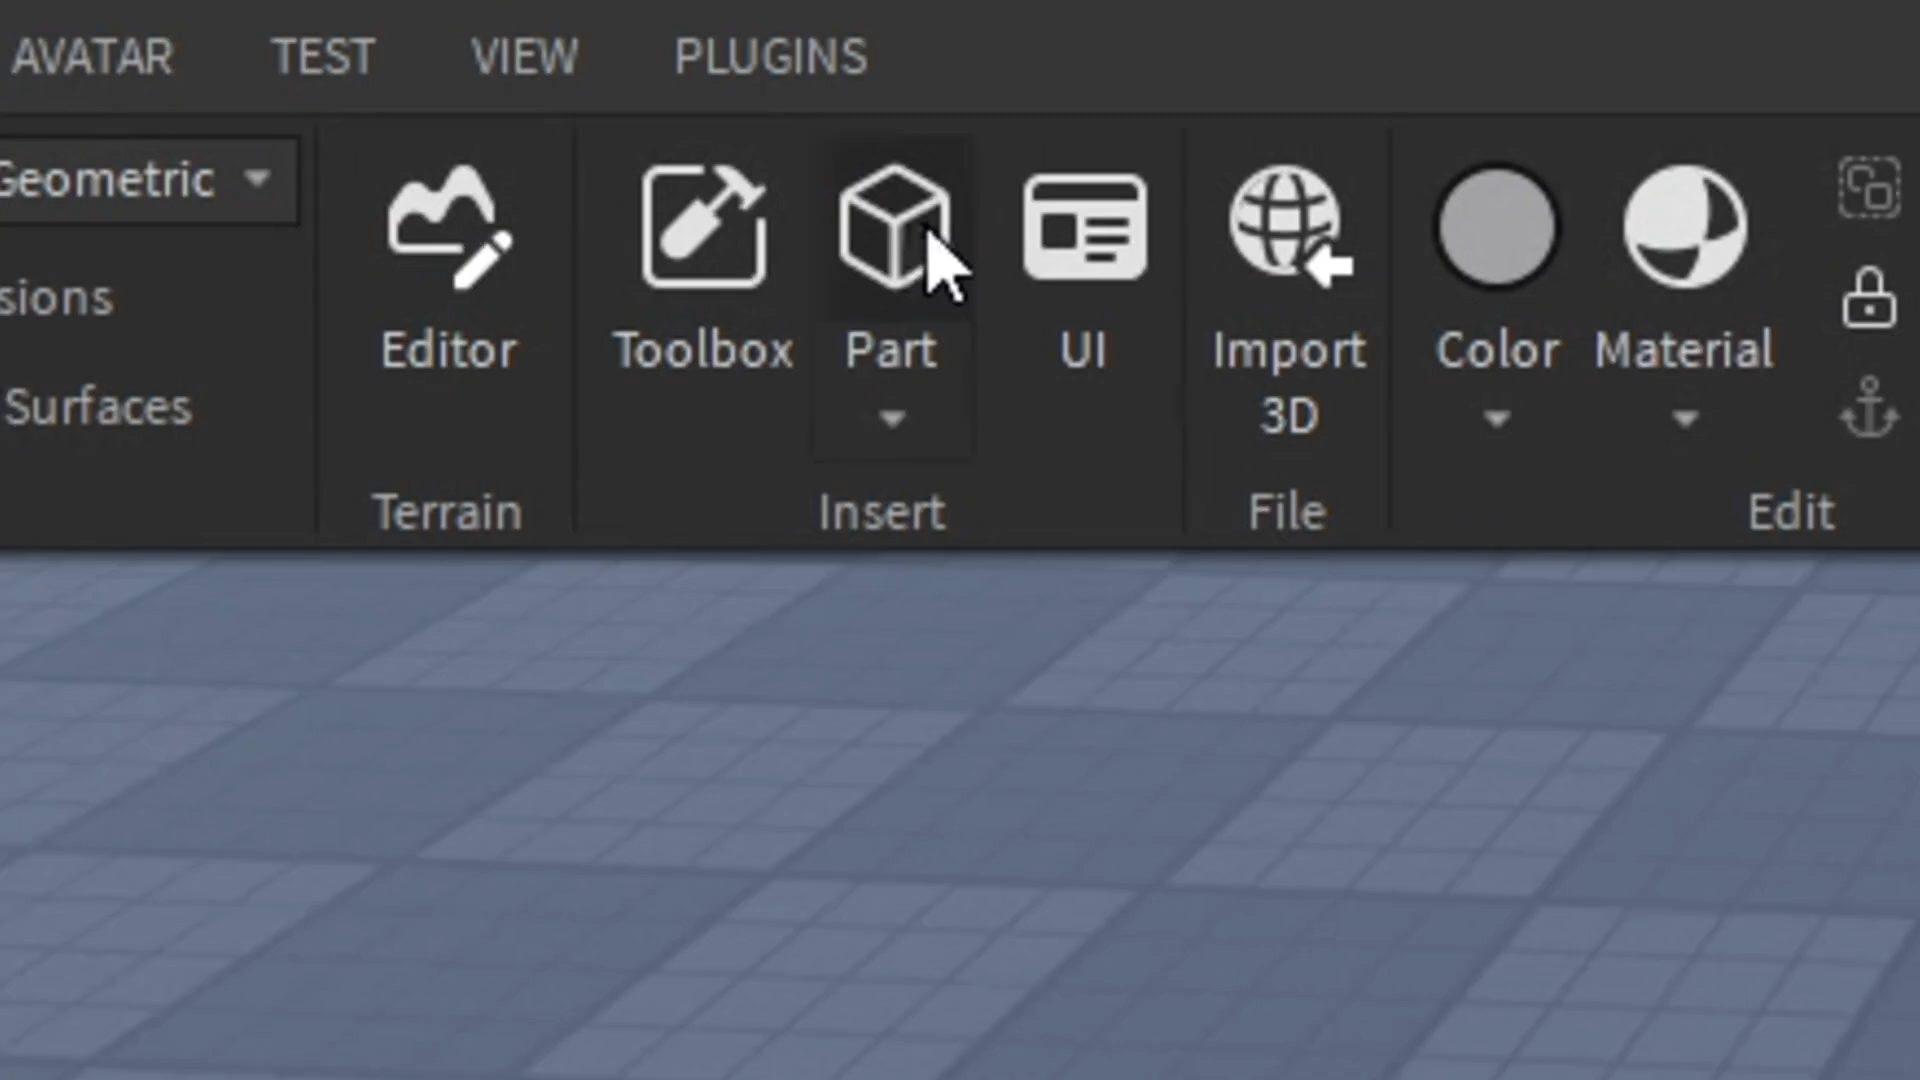 AVATAR TEST VIEW PLUGINS
Geometric
sions
Surfaces
Editor
Terrain
Toolbox Part UI
Insert
Import
3D
File
Color Material
Edit